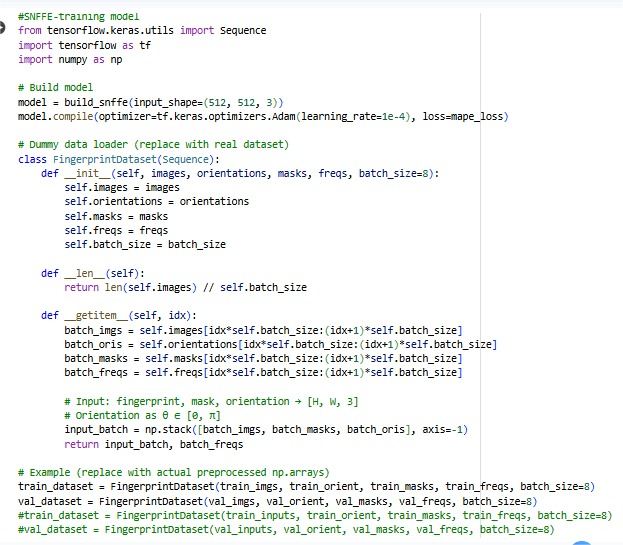 #SNFFE-training model
from tensorflow.keras.utils import Sequence
import tensorflow as tf
import numpy as np

# Build model
model = build_snffe(input_shape=(512, 512, 3))
model.compile(optimizer=tf.keras.optimizers.Adam(learning_rate=1e-4), loss=mape_loss)

# Dummy data loader (replace with real dataset)
class FingerprintDataset(Sequence):
    def __init__(self, images, orientations, masks, freqs, batch_size=8):
        self.images = images
        self.orientations = orientations
        self.masks = masks
        self.freqs = freqs
        self.batch_size = batch_size

    def __len__(self):
        return len(self.images) // self.batch_size

    def __getitem__(self, idx):
        batch_imgs = self.images[idx*self.batch_size:(idx+1)*self.batch_size]
        batch_oris = self.orientations[idx*self.batch_size:(idx+1)*self.batch_size]
        batch_masks = self.masks[idx*self.batch_size:(idx+1)*self.batch_size]
        batch_freqs = self.freqs[idx*self.batch_size:(idx+1)*self.batch_size]

        # Input: fingerprint, mask, orientation → [H, W, 3]
        # Orientation as θ ∈ [0, π]
        input_batch = np.stack([batch_imgs, batch_masks, batch_oris], axis=-1)
        return input_batch, batch_freqs

# Example (replace with actual preprocessed np.arrays)
train_dataset = FingerprintDataset(train_imgs, train_orient, train_masks, train_freqs, batch_size=8)
val_dataset = FingerprintDataset(val_imgs, val_orient, val_masks, val_freqs, batch_size=8)
#train_dataset = FingerprintDataset(train_inputs, train_orient, train_masks, train_freqs, batch_size=8)
#val_dataset = FingerprintDataset(val_inputs, val_orient, val_masks, val_freqs, batch_size=8)